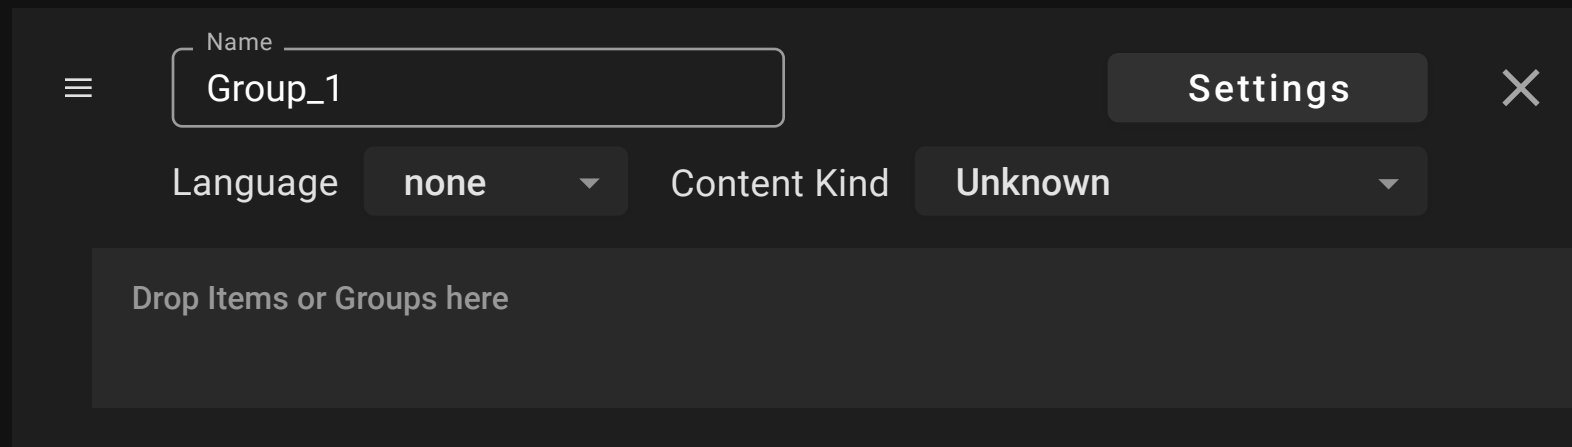 Name
Group_1
Settings
Language none Content Kind Unknown
Drop Items or Groups here